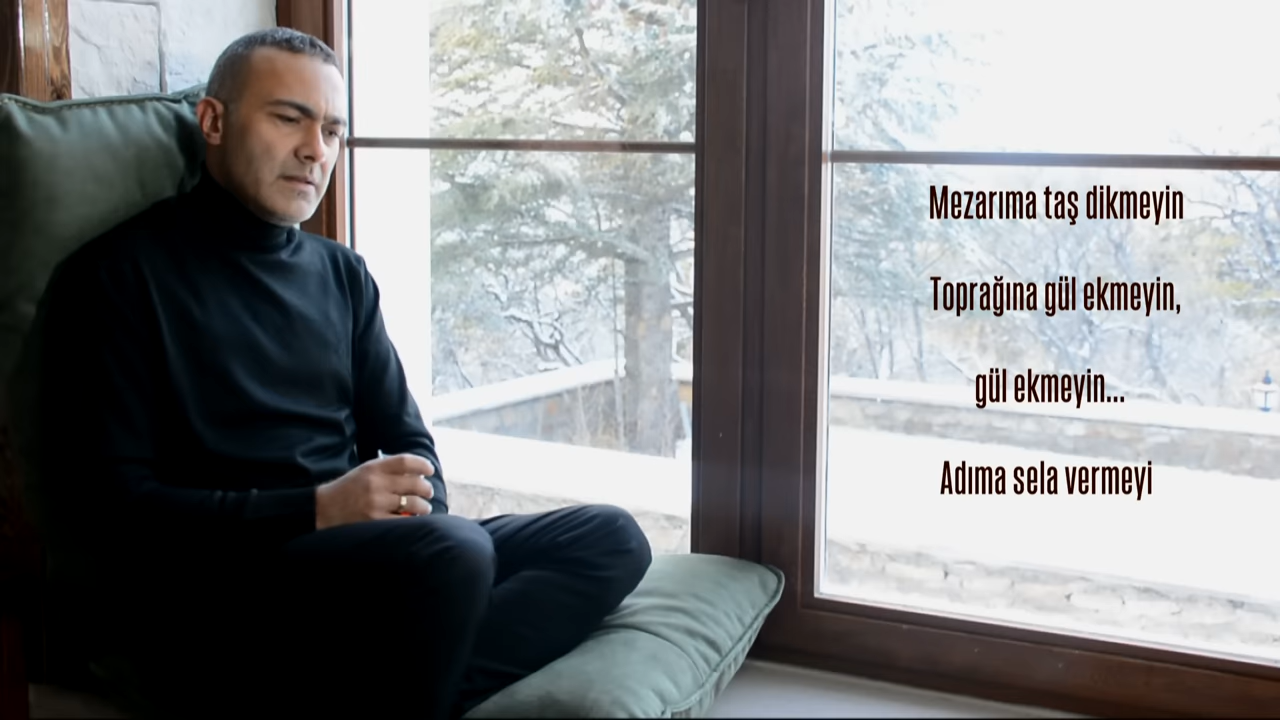 Mezarıma taş dikmeyin
Toprağına gül ekmeyin,
gül ekmeyin...
Adıma sela vermeyi